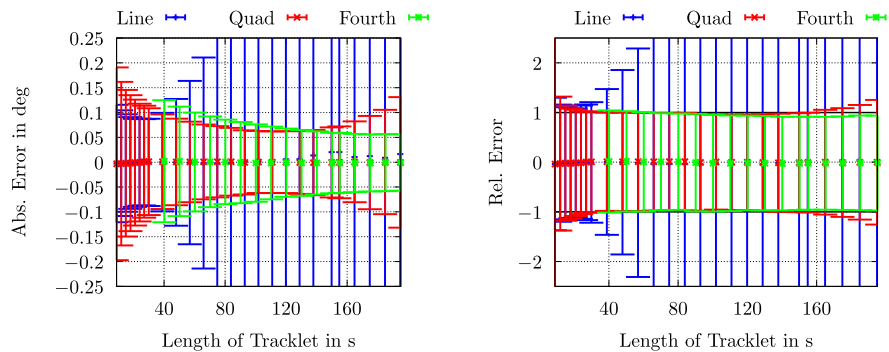 Line Quad Fourth
Abs. Error in deg
0.25
0.2
0.15
0.1
0.05
0
−0.05
−0.1
−0.15
−0.2
−0.25
40 80 120 160
Length of Tracklet in s
Line Quad Fourth
Rel. Error
2
1
0
−1
−2
40 80 120 160
Length of Tracklet in s